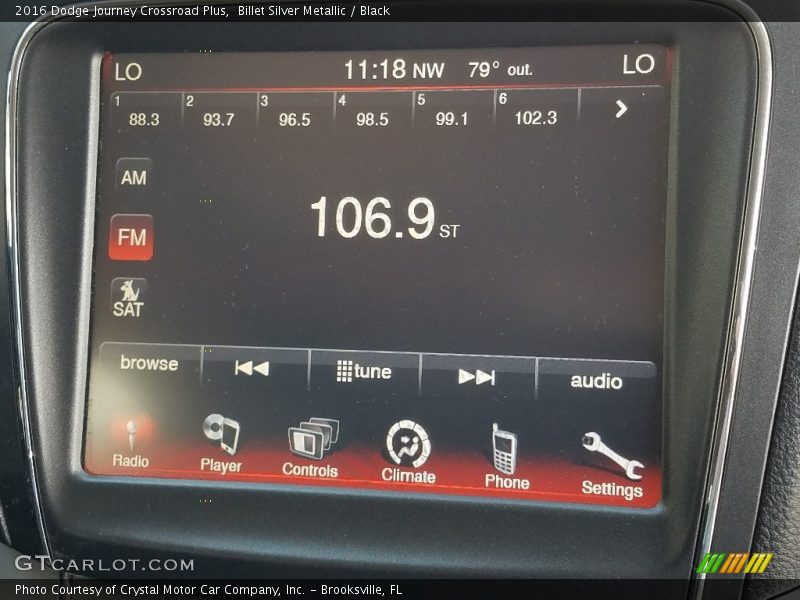 2016 Dodge Journey Crossroad Plus,  Billet Silver Metallic / Black
LO 11:18 NW 79° out. LO
1 2 3 4 5 6
88.3 93.7 96.5 98.5 99.1 102.3
AM
106.9 ST
FM
SAT
browse tune audio
Radio Player Controls Climate Phone Settings
GTCARLOT.COM
Photo Courtesy of Crystal Motor Car Company, Inc. - Brooksville, FL